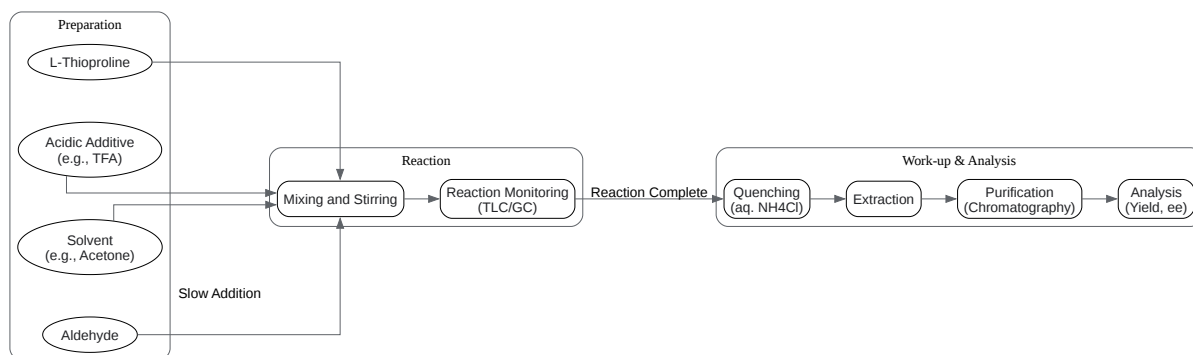 Preparation
L-Thioproline
Acidic Additive
(e.g., TFA)
Solvent
(e.g., Acetone)
Slow Addition
Aldehyde
Reaction
Mixing and Stirring
Reaction Monitoring
(TLC/GC)
Reaction Complete
Work-up & Analysis
Quenching
(aq. NH4Cl)
Extraction
Purification
(Chromatography)
Analysis
(Yield, ee)